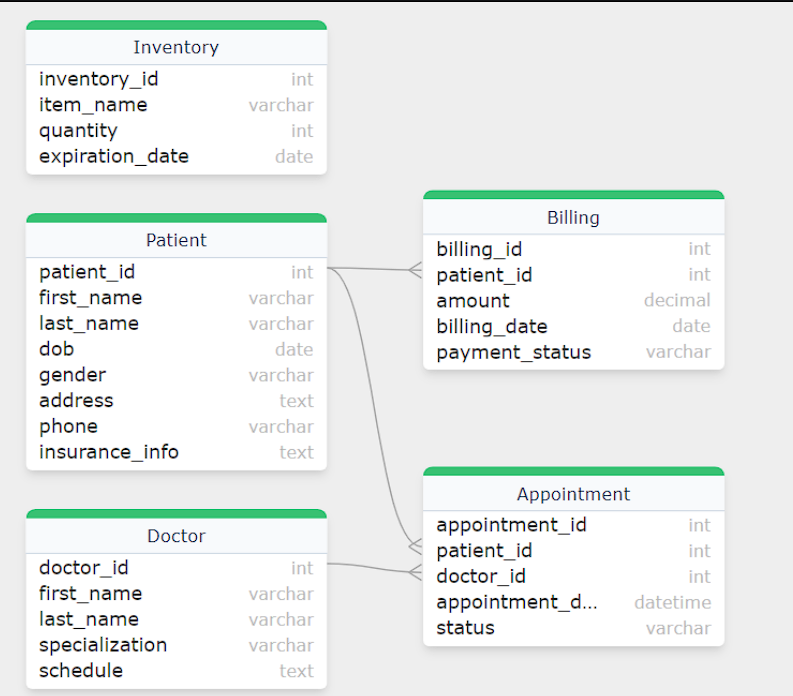 Inventory
inventory_id int
item_name varchar
quantity int
expiration_date date
Patient
patient_id int
first_name varchar
last_name varchar
dob date
gender varchar
address text
phone varchar
insurance_info text
Doctor
doctor_id int
first_name varchar
last_name varchar
specialization varchar
schedule text
Billing
billing_id int
patient_id int
amount decimal
billing_date date
payment_status varchar
Appointment
appointment_id int
patient_id int
doctor_id int
appointment_d... datetime
status varchar